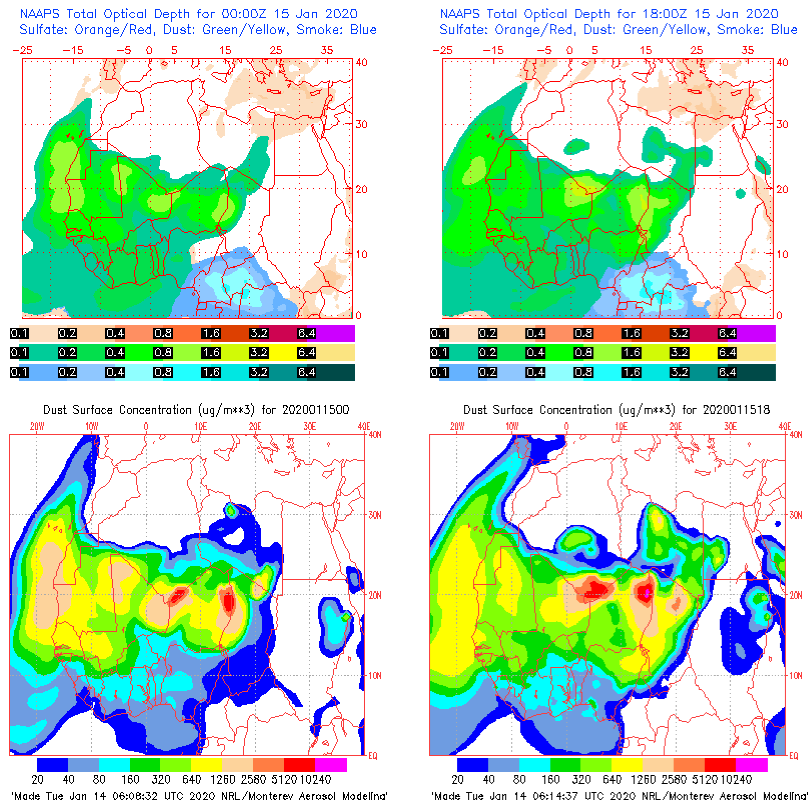 NAAPS Total Optical Depth for 00:00Z 15 Jan 2020
Sulfate: Orange/Red, Dust: Green/Yellow, Smoke: Blue
-25 -15 -5 0 5 15 25 35
40
30
20
10
0
0.1 0.2 0.4 0.8 1.6 3.2 6.4
0.1 0.2 0.4 0.8 1.6 3.2 6.4
0.1 0.2 0.4 0.8 1.6 3.2 6.4
NAAPS Total Optical Depth for 18:00Z 15 Jan 2020
Sulfate: Orange/Red, Dust: Green/Yellow, Smoke: Blue
-25 -15 -5 0 5 15 25 35
40
30
20
10
0
0.1 0.2 0.4 0.8 1.6 3.2 6.4
0.1 0.2 0.4 0.8 1.6 3.2 6.4
0.1 0.2 0.4 0.8 1.6 3.2 6.4
Dust Surface Concentration (ug/m**3) for 2020011500
20W 10W 0 10E 20E 30E 40E
40N
30N
20N
10N
EQ
20 40 80 160 320 640 1280 2580 5120 10240
'Made Tue Jan 14 06:08:32 UTC 2020 NRL/Monterey Aerosol Modeling'
Dust Surface Concentration (ug/m**3) for 2020011518
20W 10W 0 10E 20E 30E 40E
40N
30N
20N
10N
EQ
20 40 80 160 320 640 1280 2580 5120 10240
'Made Tue Jan 14 06:14:37 UTC 2020 NRL/Monterey Aerosol Modeling'